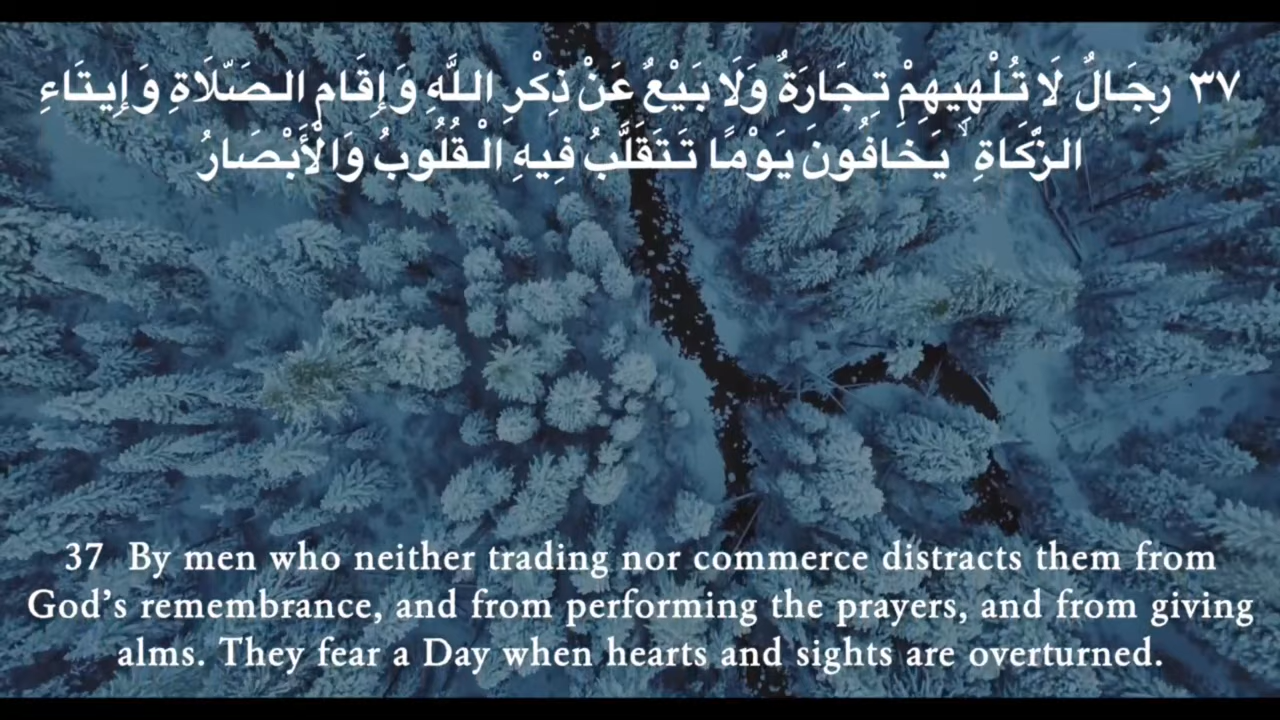 ٣٧ رِجَالٌ لَا تُلْهِيهِمْ تِجَارَةٌ وَلَا بَيْعٌ عَنْ ذِكْرِ اللَّهِ وَإِقَامِ الصَّلَاةِ وَإِيتَاءِ
الزَّكَاةِ ۙ يَخَافُونَ يَوْمًا تَتَقَلَّبُ فِيهِ الْقُلُوبُ وَالْأَبْصَارُ
37 By men who neither trading nor commerce distracts them from
God’s remembrance, and from performing the prayers, and from giving
alms. They fear a Day when hearts and sights are overturned.